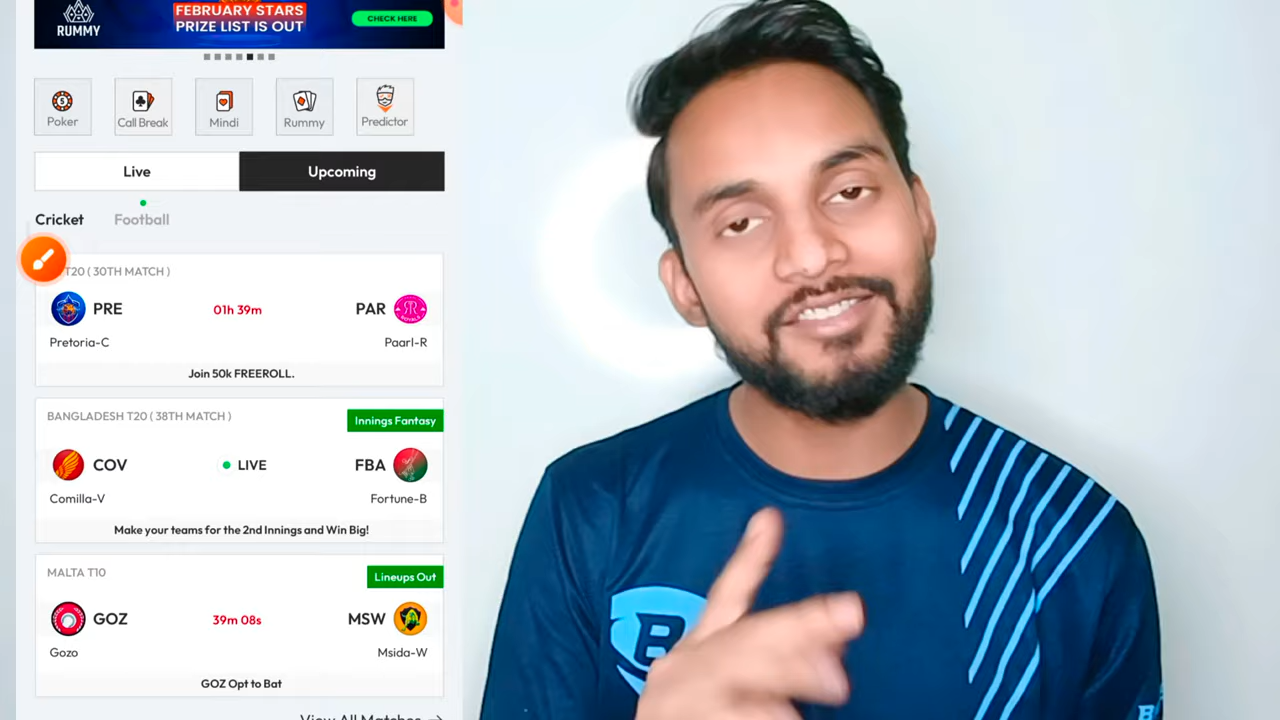 RUMMY
FEBRUARY STARS
PRIZE LIST IS OUT
CHECK HERE
Poker
Call Break
Mindi
Rummy
Predictor
Live
Upcoming
Cricket
Football
T20 ( 30TH MATCH )
PRE
01h 39m
PAR
Pretoria-C
Paarl-R
Join 50k FREEROLL.
BANGLADESH T20 ( 38TH MATCH )
Innings Fantasy
COV
LIVE
FBA
Comilla-V
Fortune-B
Make your teams for the 2nd Innings and Win Big!
MALTA T10
Lineups Out
GOZ
39m 08s
MSW
Gozo
Msida-W
GOZ Opt to Bat
View All Matches →
B